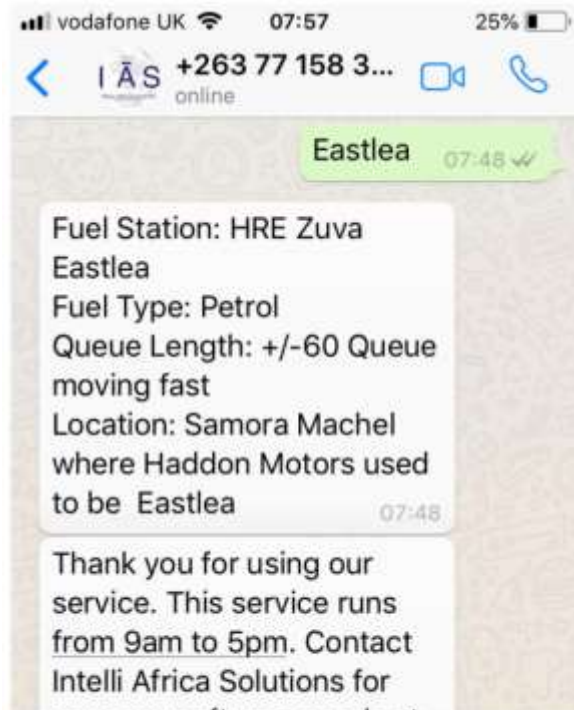 vodafone UK 07:57 25%
I Ā S +263 77 158 3...
online
Eastlea 07:48
Fuel Station: HRE Zuva
Eastlea
Fuel Type: Petrol
Queue Length: +/-60 Queue
moving fast
Location: Samora Machel
where Haddon Motors used
to be Eastlea 07:48
Thank you for using our
service. This service runs
from 9am to 5pm. Contact
Intelli Africa Solutions for